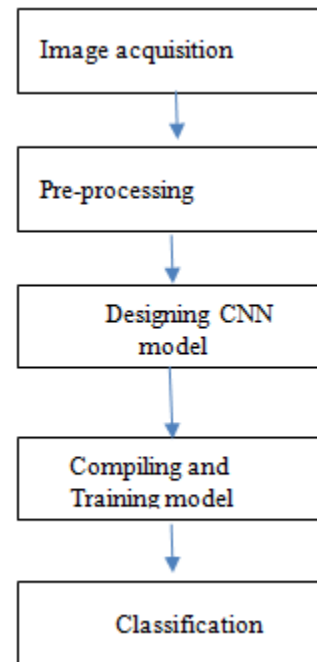 Image acquisition
Pre-processing
Designing CNN
model
Compiling and
Training model
Classification